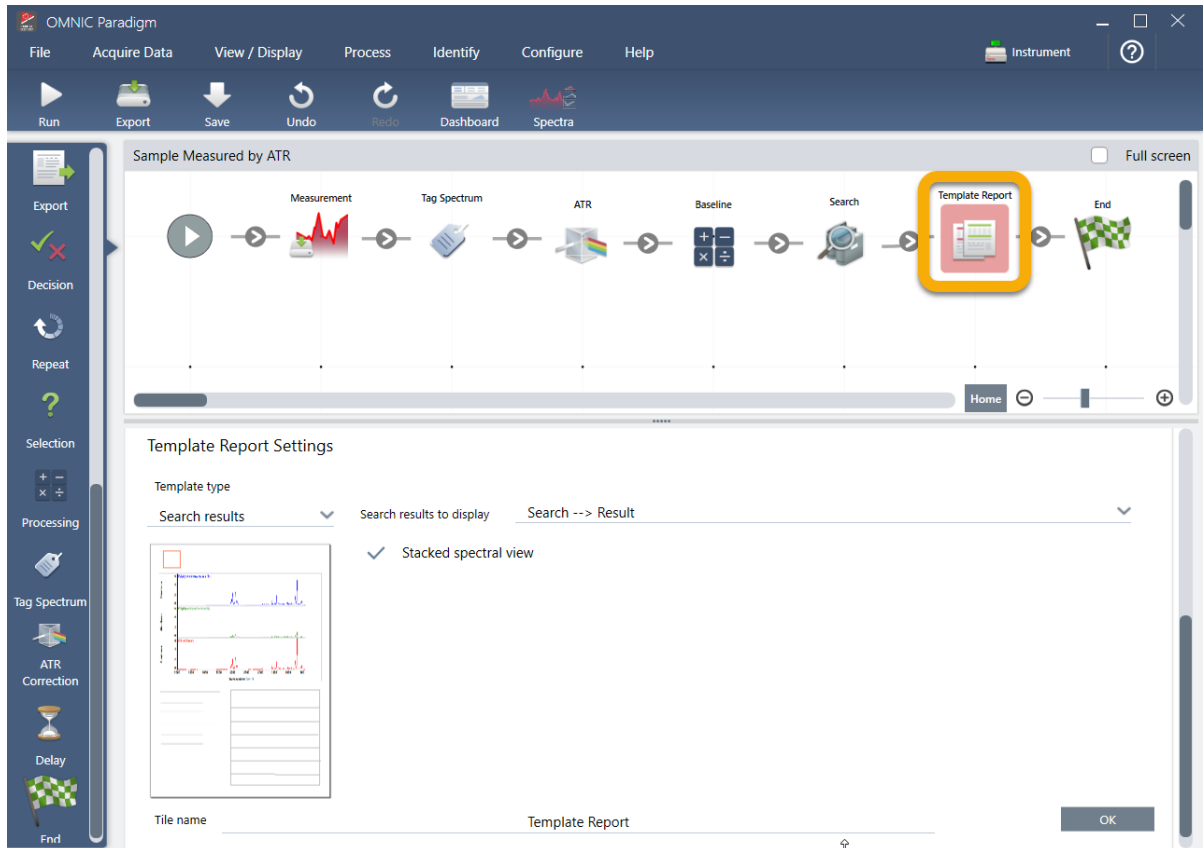 OMNIC Paradigm
File Acquire Data View / Display Process Identify Configure Help Instrument
Run Export Save Undo Redo Dashboard Spectra
Sample Measured by ATR Full screen
Measurement Tag Spectrum ATR Baseline Search Template Report End
Home
Export
Decision
Repeat
Selection
Processing
Tag Spectrum
ATR
Correction
Delay
End
Template Report Settings
Template type
Search results
Search results to display Search --> Result
Stacked spectral view
Tile name Template Report OK